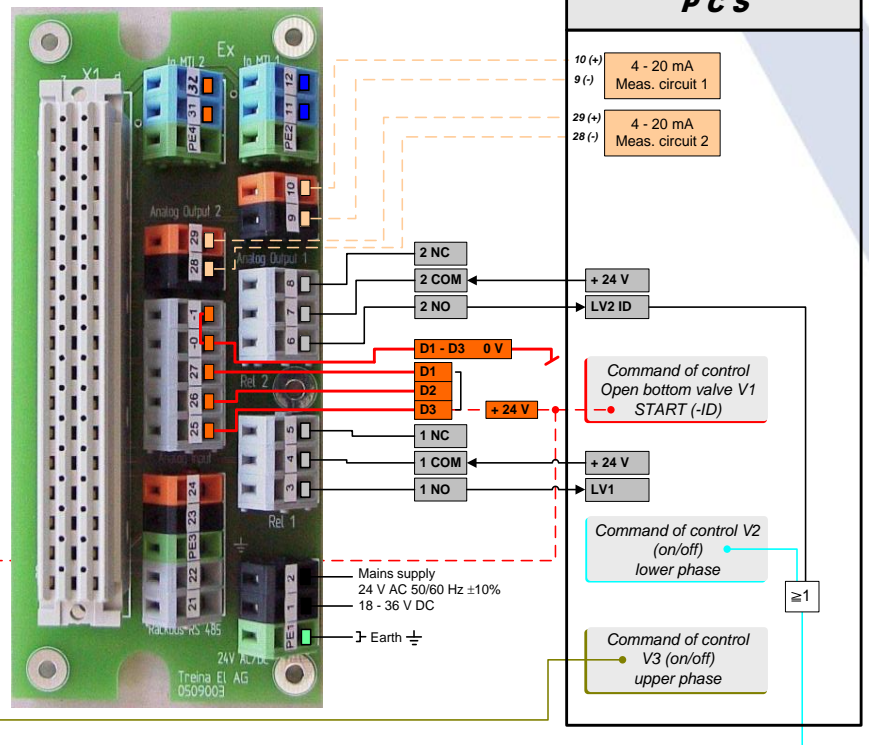 P C S
X1
z
d
to MTL2
Ex
to MTL1
32
31
PE4
12
11
PE2
10
9
Analog Output 2
29
28
Analog Output 1
8
7
6
-1
-0
27
26
25
Rel 2
Analog Input
5
4
3
Rel 1
24
23
PE3
22
21
Rackbus RS 485
2
1
PE1
24V AC/DC
Treina El AG
0509003
10 (+)
9 (-)
4 - 20 mA
Meas. circuit 1
29 (+)
28 (-)
4 - 20 mA
Meas. circuit 2
2 NC
2 COM
2 NO
+ 24 V
LV2 ID
D1 - D3 0 V
D1
D2
D3
+ 24 V
Command of control
Open bottom valve V1
START (-ID)
1 NC
1 COM
1 NO
+ 24 V
LV1
Command of control V2
(on/off)
lower phase
≧1
Mains supply
24 V AC 50/60 Hz ±10%
18 - 36 V DC
Earth
Command of control
V3 (on/off)
upper phase